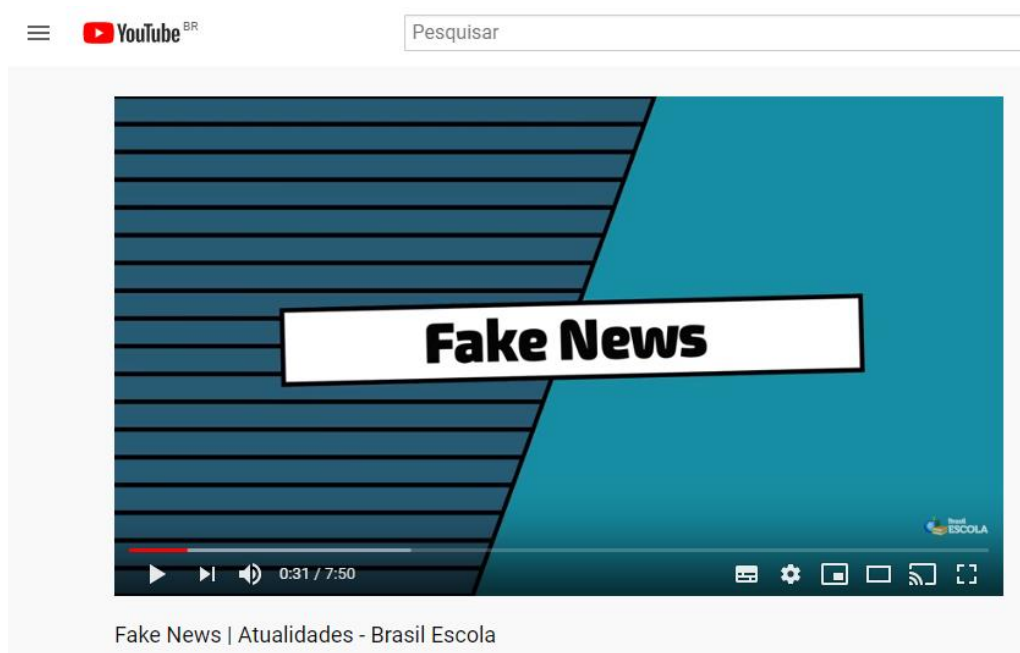 YouTube BR
Pesquisar
Fake News
Brasil
ESCOLA
0:31 / 7:50
Fake News | Atualidades - Brasil Escola